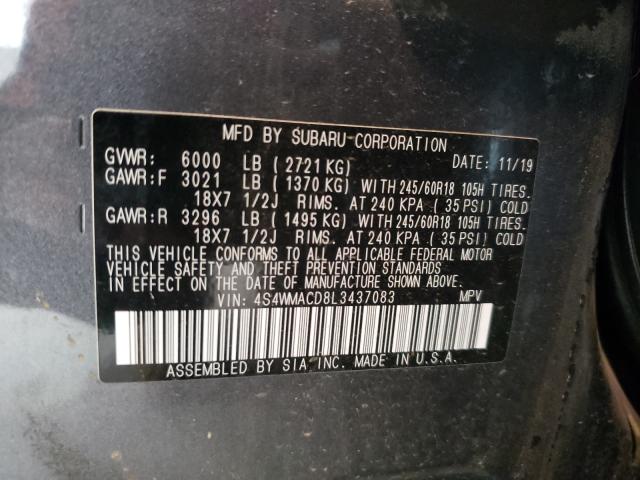 MFD BY SUBARU CORPORATION
GVWR: 6000 LB ( 2721 KG) DATE: 11/19
GAWR:F 3021 LB ( 1370 KG) WITH 245/60R18 105H TIRES.
18X7 1/2J RIMS. AT 240 KPA ( 35 PSI) COLD
GAWR:R 3296 LB ( 1495 KG) WITH 245/60R18 105H TIRES.
18X7 1/2J RIMS. AT 240 KPA ( 35 PSI) COLD
THIS VEHICLE CONFORMS TO ALL APPLICABLE FEDERAL MOTOR
VEHICLE SAFETY AND THEFT PREVENTION STANDARDS IN EFFECT
ON THE DATE OF MANUFACTURE SHOWN ABOVE.
VIN: 4S4WMACD8L3437083 MPV
ASSEMBLED BY SIA, INC. MADE IN U.S.A.